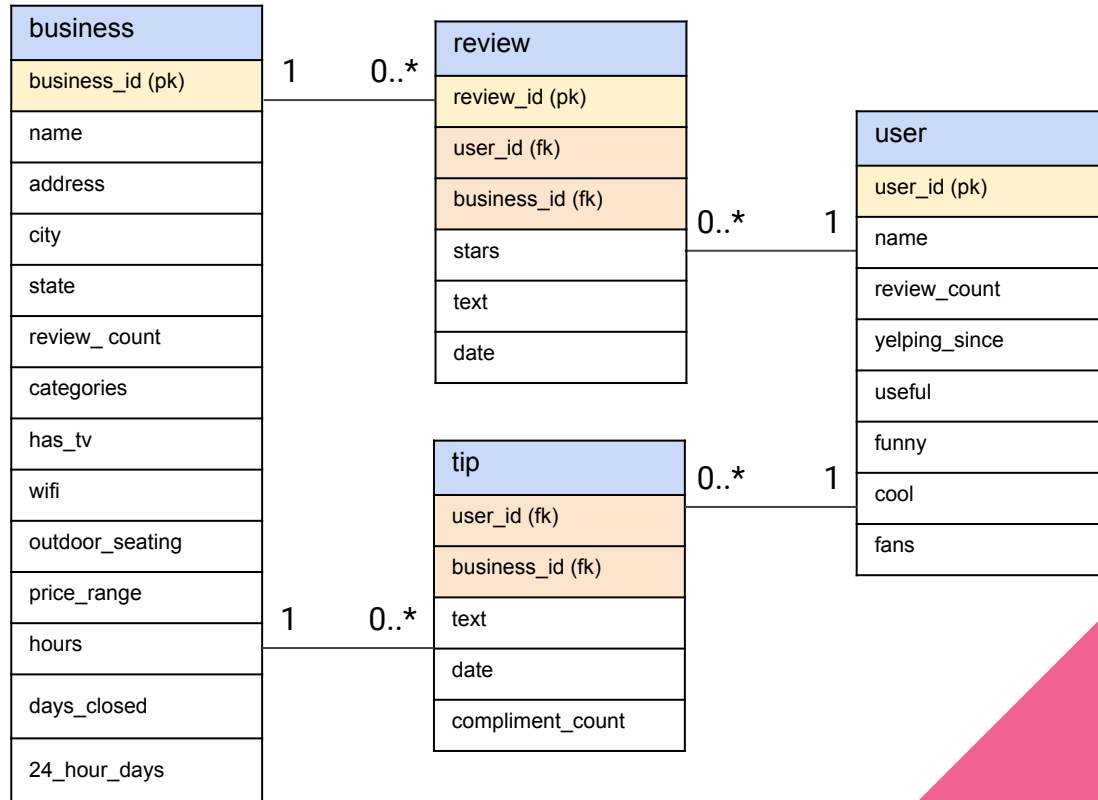 business
business_id (pk)
name
address
city
state
review_ count
categories
has_tv
wifi
outdoor_seating
price_range
hours
days_closed
24_hour_days
1
0..*
review
review_id (pk)
user_id (fk)
business_id (fk)
stars
text
date
0..*
1
user
user_id (pk)
name
review_count
yelping_since
useful
funny
cool
fans
tip
user_id (fk)
business_id (fk)
text
date
compliment_count
0..*
1
1
0..*